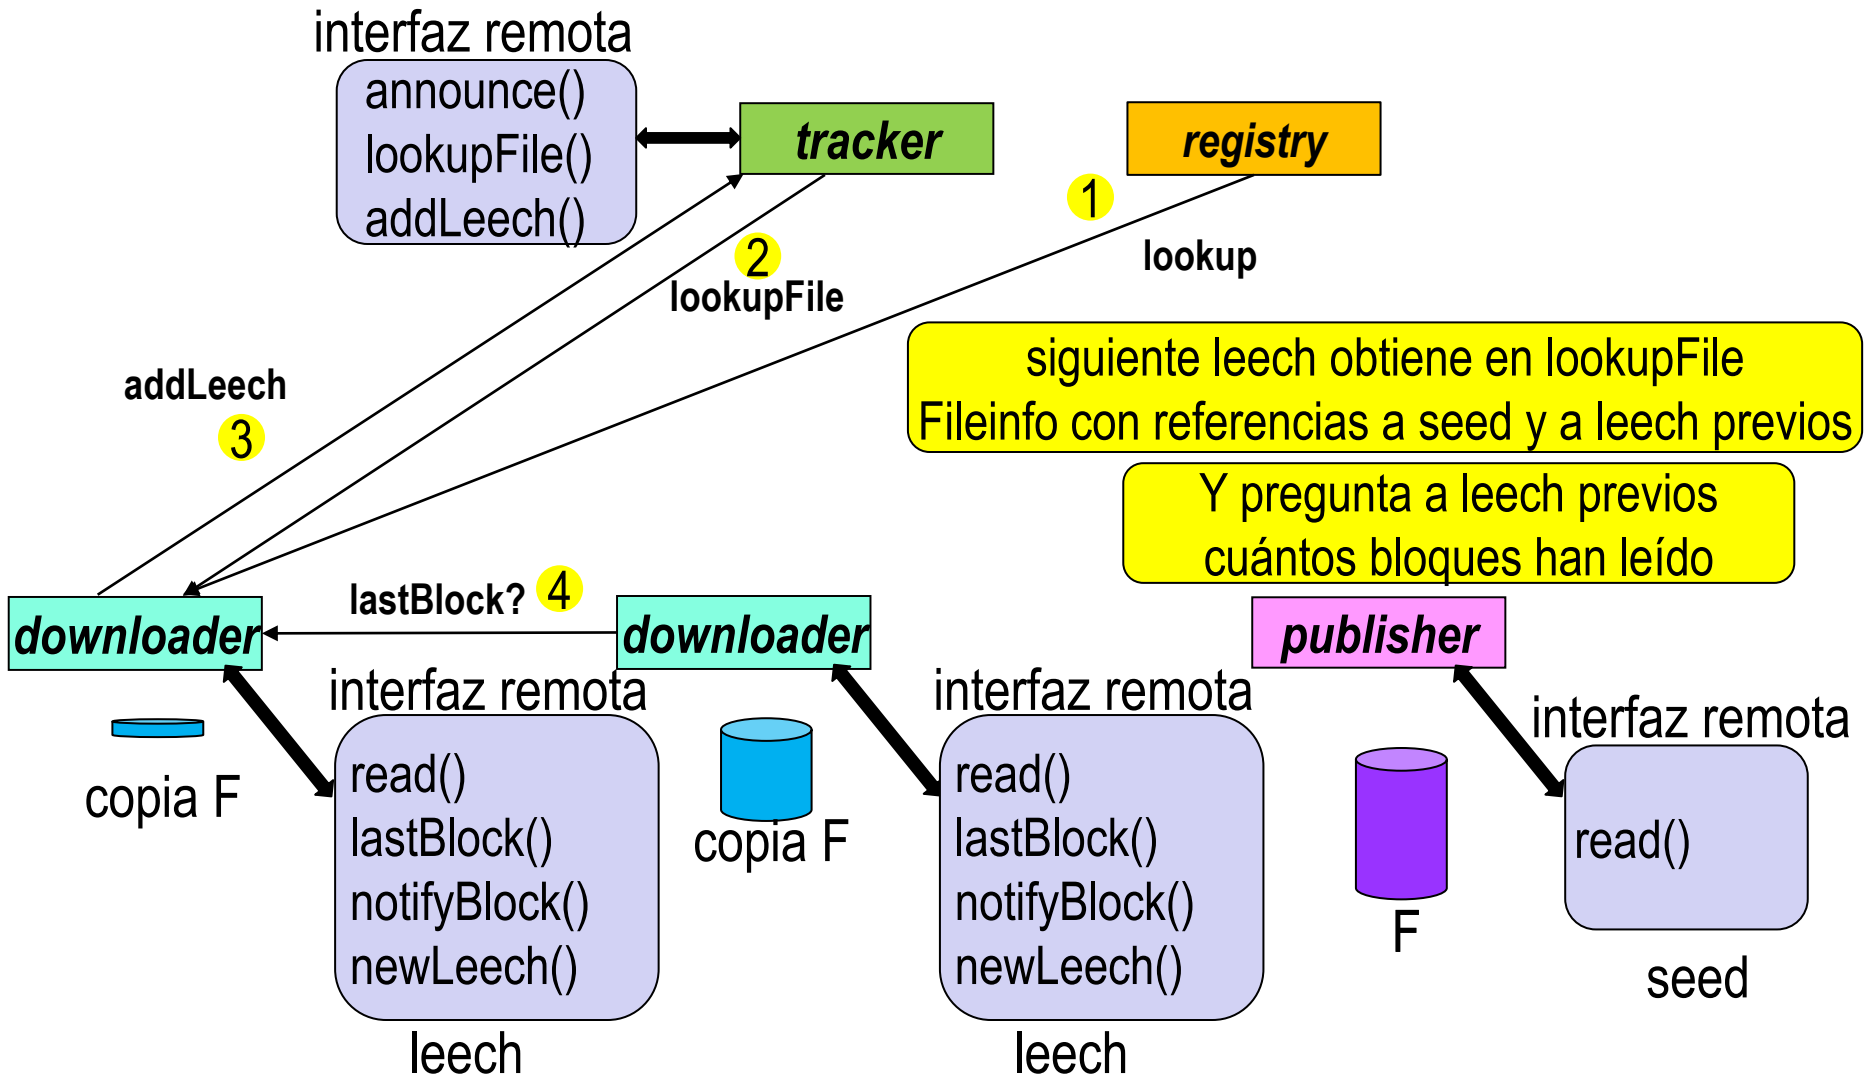 interfaz remota
announce()
lookupFile()
addLeech()
tracker
registry
1
lookup
2
lookupFile
siguiente leech obtiene en lookupFile
Fileinfo con referencias a seed y a leech previos
addLeech
3
Y pregunta a leech previos
cuántos bloques han leído
lastBlock?
4
downloader
downloader
publisher
interfaz remota
interfaz remota
interfaz remota
copia F
read()
lastBlock()
notifyBlock()
newLeech()
leech
copia F
read()
lastBlock()
notifyBlock()
newLeech()
leech
F
read()
seed